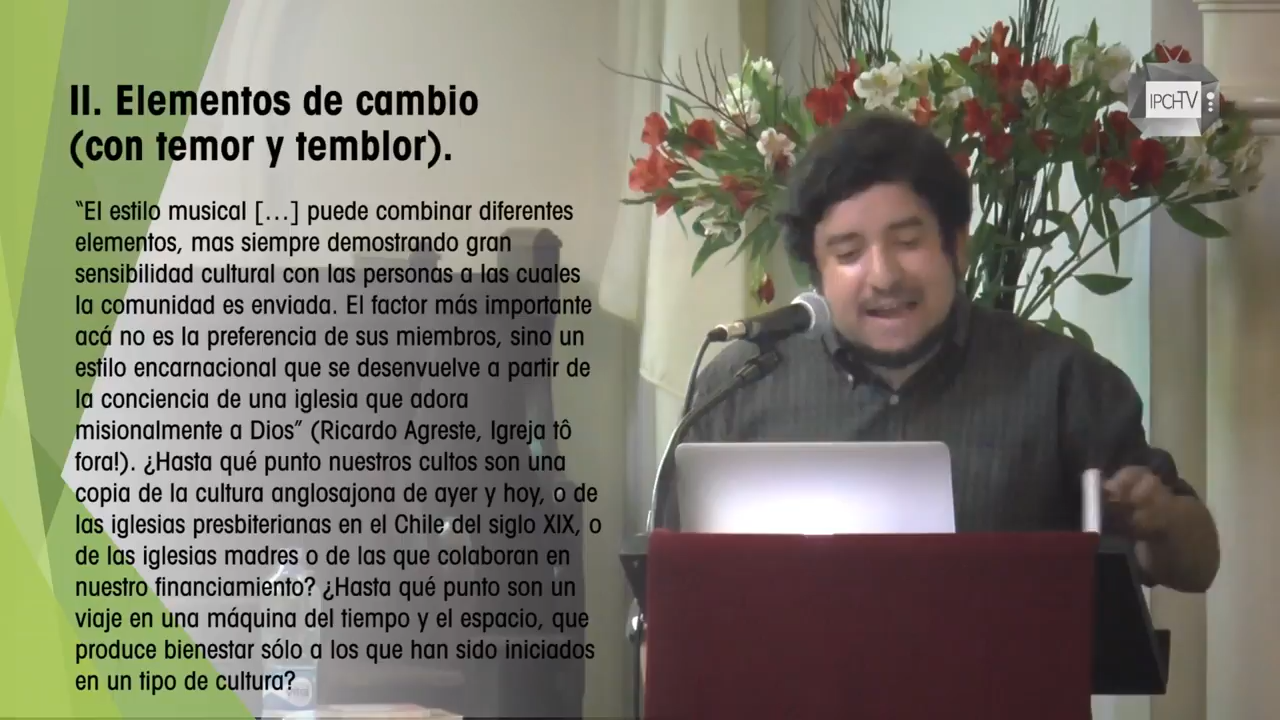 II. Elementos de cambio
(con temor y temblor).
IPCHTV
“El estilo musical [...] puede combinar diferentes
elementos, mas siempre demostrando gran
sensibilidad cultural con las personas a las cuales
la comunidad es enviada. El factor más importante
acá no es la preferencia de sus miembros, sino un
estilo encarnacional que se desenvuelve a partir de
la conciencia de una iglesia que adora
misionalmente a Dios” (Ricardo Agreste, Igreja tô
fora!). ¿Hasta qué punto nuestros cultos son una
copia de la cultura anglosajona de ayer y hoy, o de
las iglesias presbiterianas en el Chile del siglo XIX, o
de las iglesias madres o de las que colaboran en
nuestro financiamiento? ¿Hasta qué punto son un
viaje en una máquina del tiempo y el espacio, que
produce bienestar sólo a los que han sido iniciados
en un tipo de cultura?